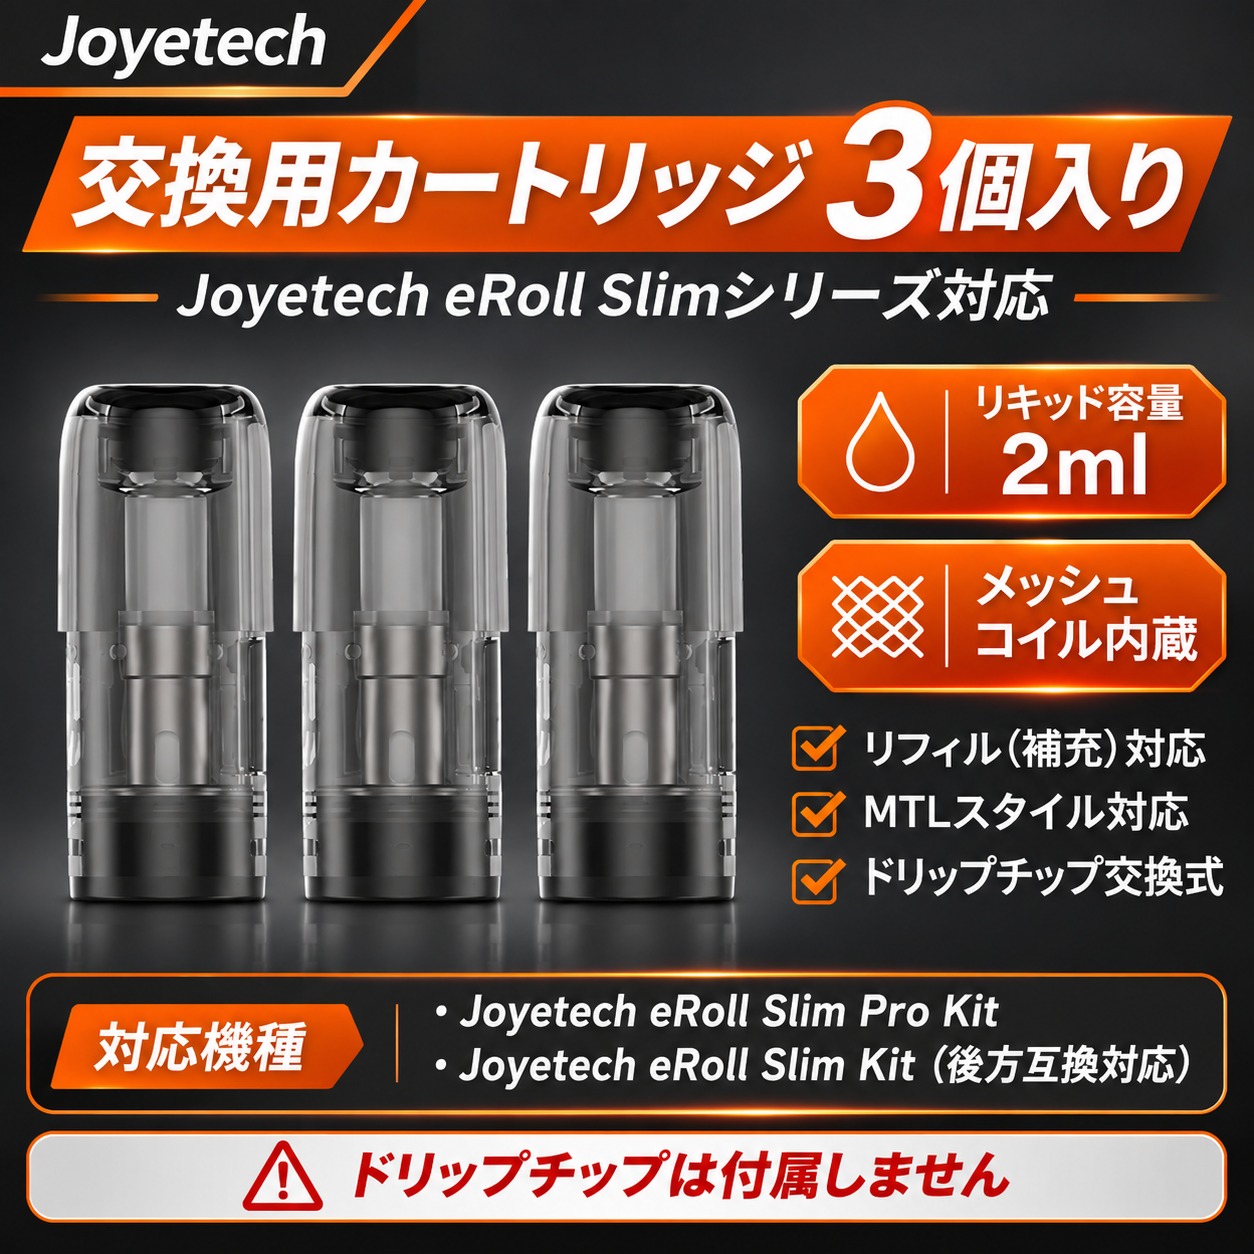 Joyetech
交換用カートリッジ3個入り
Joyetech eRoll Slimシリーズ対応
リキッド容量
2ml
メッシュ
コイル内蔵
リフィル（補充）対応
MTLスタイル対応
ドリップチップ交換式
対応機種
・Joyetech eRoll Slim Pro Kit
・Joyetech eRoll Slim Kit（後方互換対応）
ドリップチップは付属しません